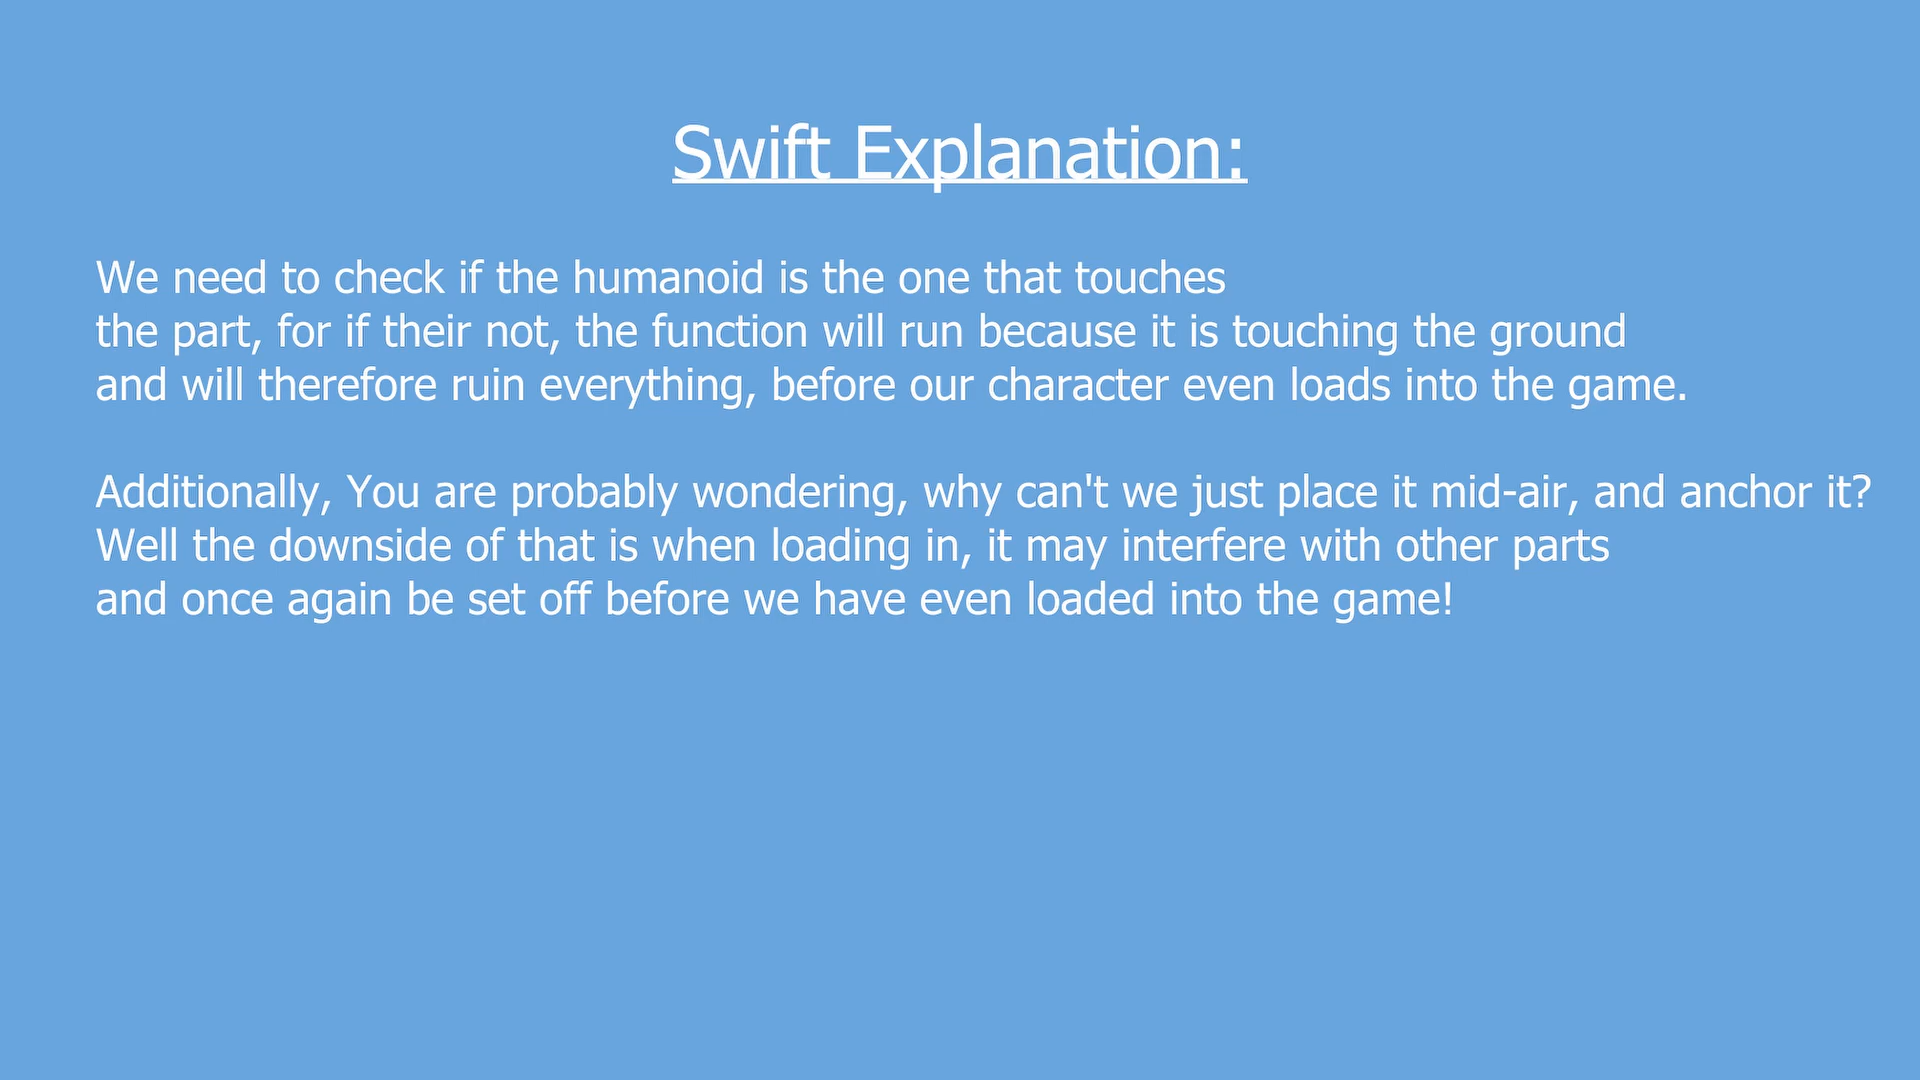 Swift Explanation:
We need to check if the humanoid is the one that touches
the part, for if their not, the function will run because it is touching the ground
and will therefore ruin everything, before our character even loads into the game.
Additionally, You are probably wondering, why can't we just place it mid-air, and anchor it?
Well the downside of that is when loading in, it may interfere with other parts
and once again be set off before we have even loaded into the game!